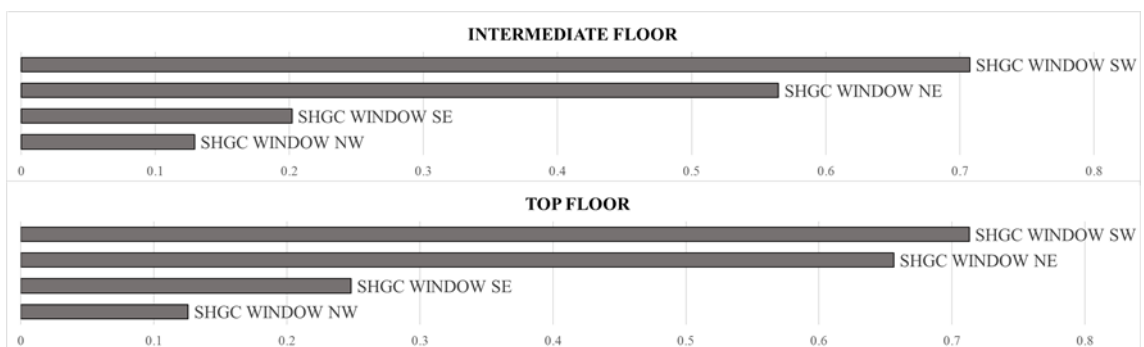 INTERMEDIATE FLOOR
SHGC WINDOW SW
SHGC WINDOW NE
SHGC WINDOW SE
SHGC WINDOW NW
0 0.1 0.2 0.3 0.4 0.5 0.6 0.7 0.8
TOP FLOOR
SHGC WINDOW SW
SHGC WINDOW NE
SHGC WINDOW SE
SHGC WINDOW NW
0 0.1 0.2 0.3 0.4 0.5 0.6 0.7 0.8